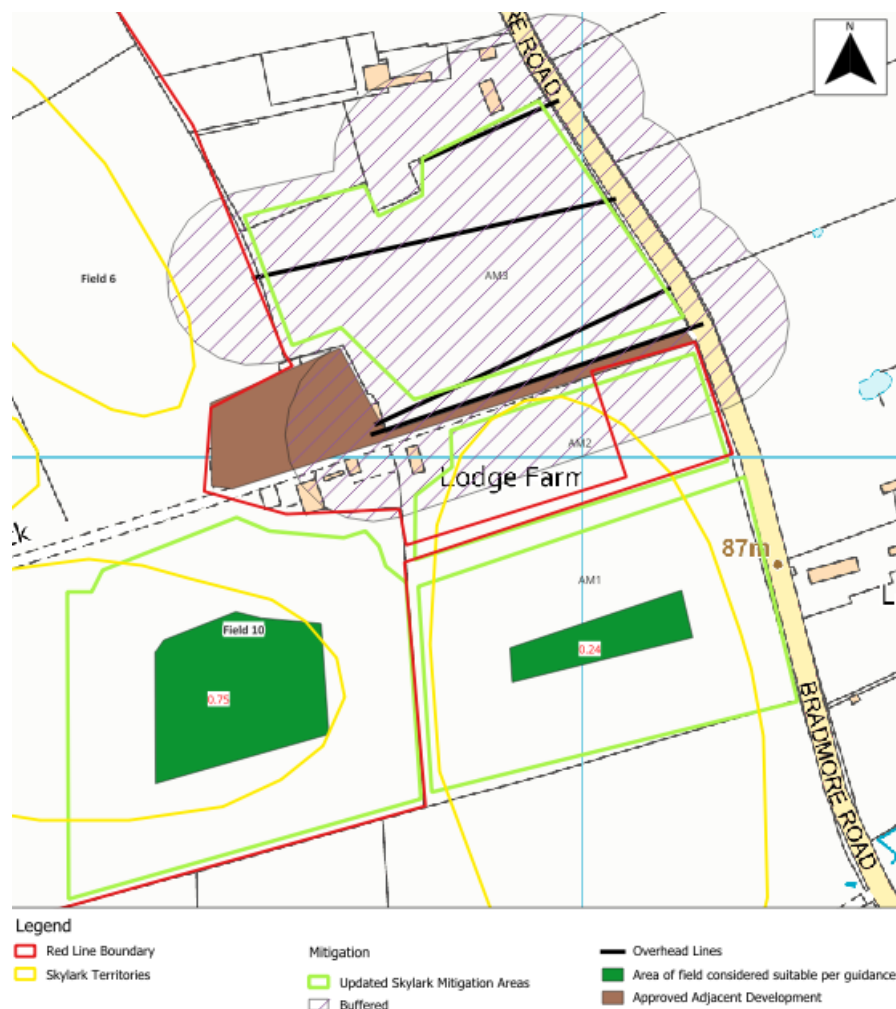 N
RE ROAD
Field 6
AM3
AM2
Lodge Farm
ck
87m
AM1
L
Field 10
0.24
0.75
BRADMORE ROAD
Legend
Red Line Boundary
Skylark Territories
Mitigation
Updated Skylark Mitigation Areas
Buffered
Overhead Lines
Area of field considered suitable per guidance
Approved Adjacent Development